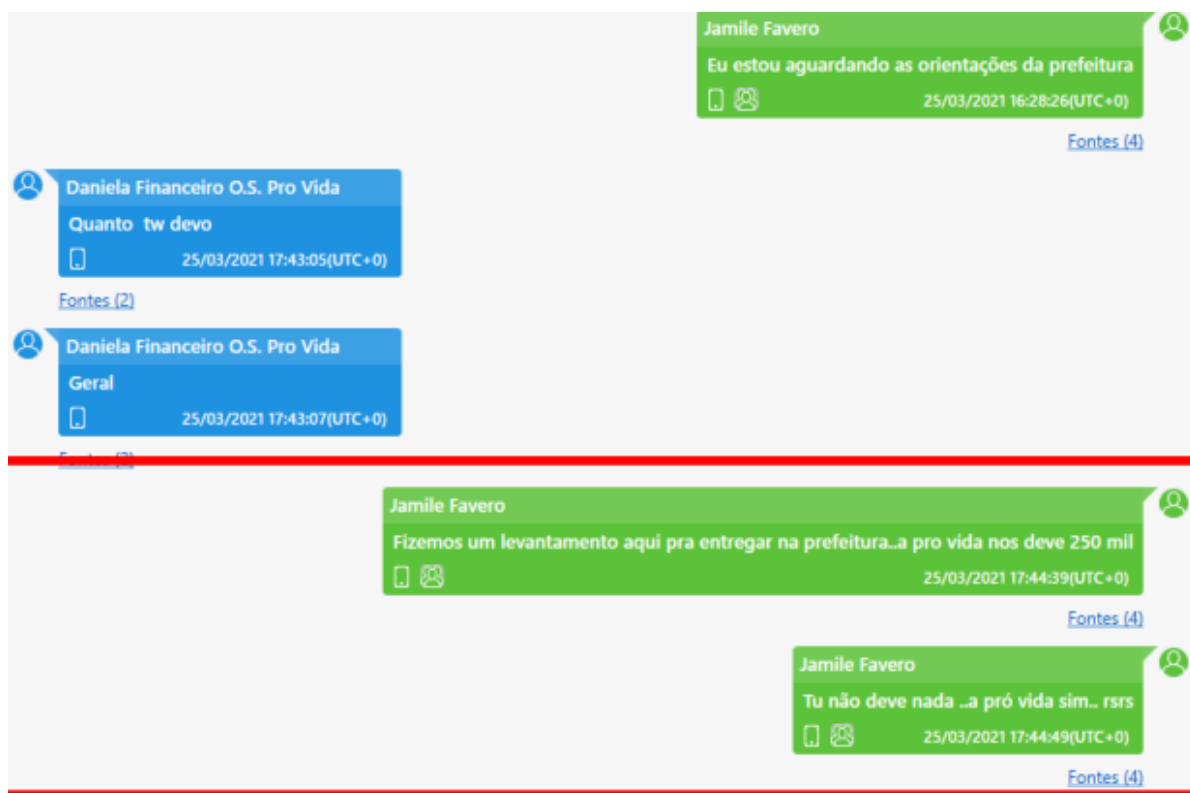 Jamile Favero
Eu estou aguardando as orientações da prefeitura
25/03/2021 16:28:26(UTC+0)
Fontes (4)
Daniela Financeiro O.S. Pro Vida
Quanto tw devo
25/03/2021 17:43:05(UTC+0)
Fontes (2)
Daniela Financeiro O.S. Pro Vida
Geral
25/03/2021 17:43:07(UTC+0)
Jamile Favero
Fizemos um levantamento aqui pra entregar na prefeitura..a pro vida nos deve 250 mil
25/03/2021 17:44:39(UTC+0)
Fontes (4)
Jamile Favero
Tu não deve nada ..a pró vida sim.. rsrs
25/03/2021 17:44:49(UTC+0)
Fontes (4)